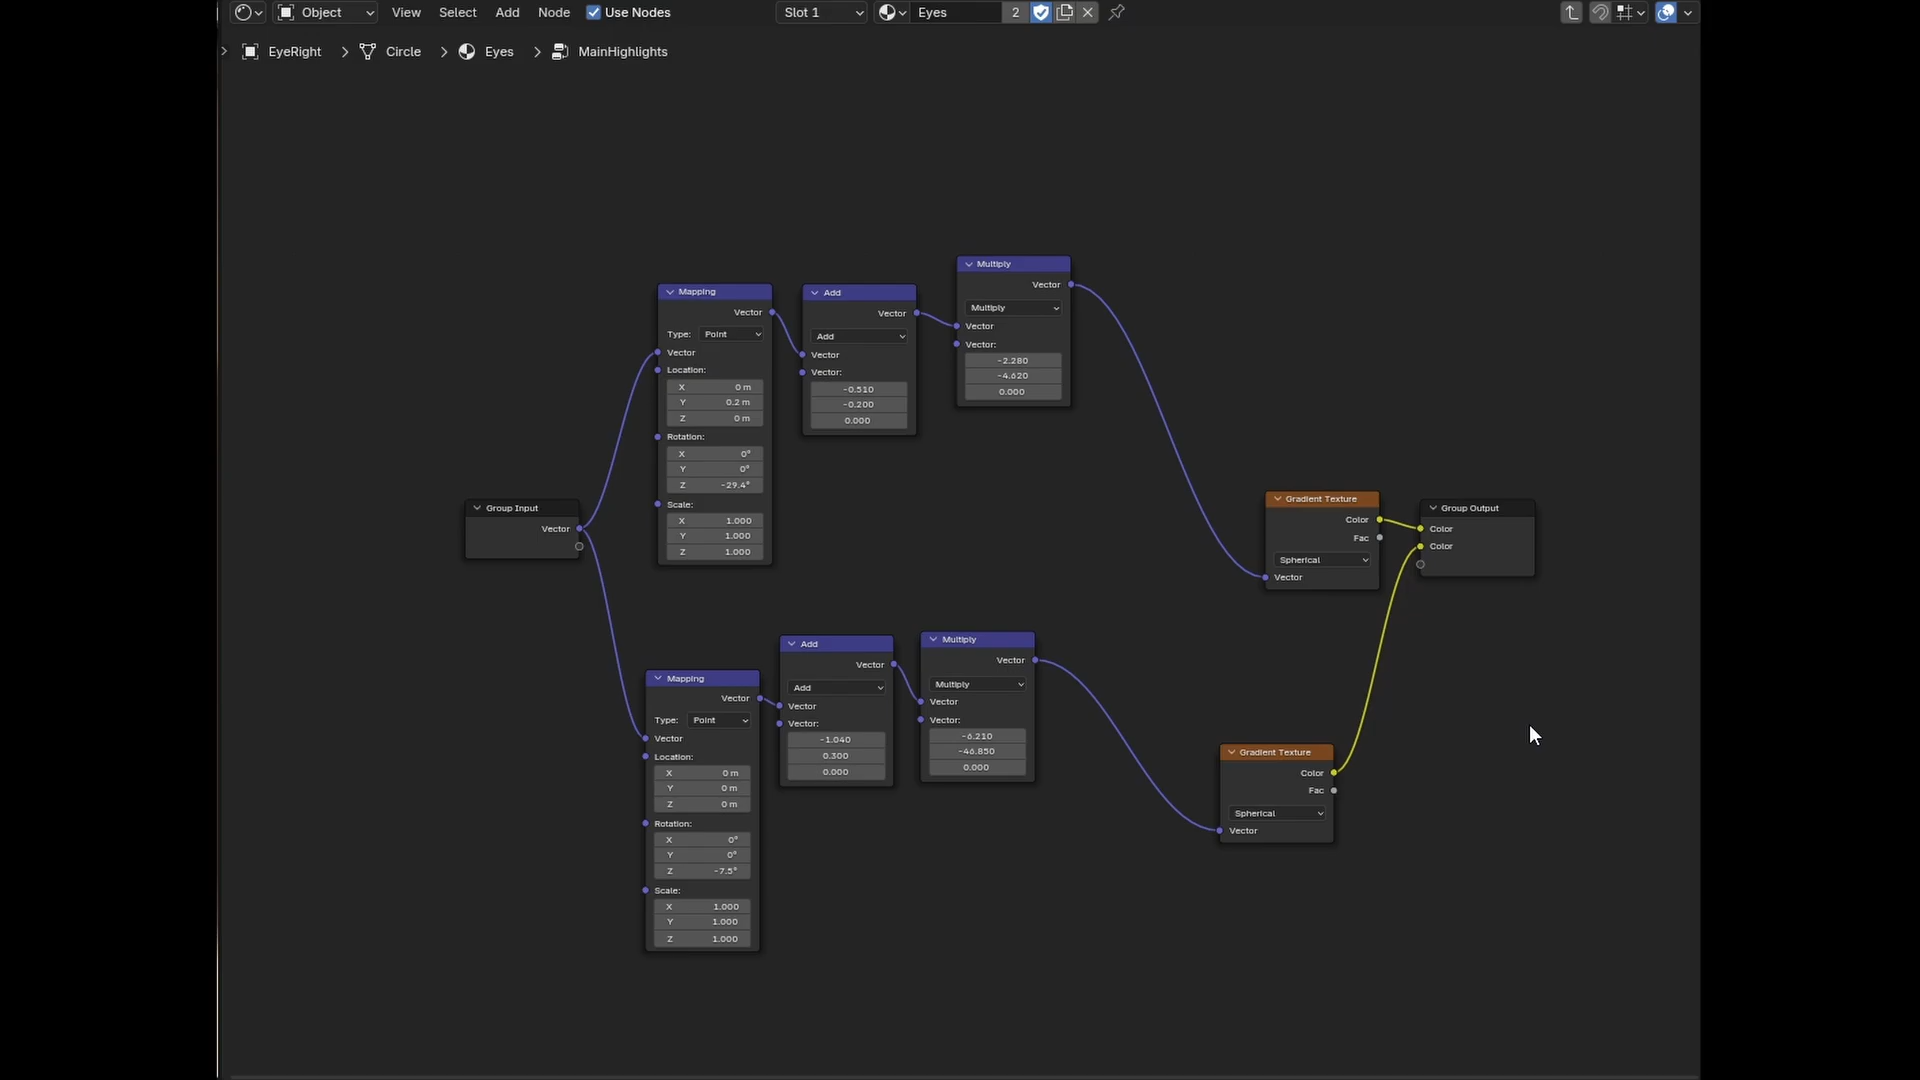 Object View Select Add Node Use Nodes Slot 1 Eyes 2
EyeRight Circle Eyes MainHighlights
Group Input
Vector
Mapping
Vector
Type: Point
Vector
Location:
X 0 m
Y 0.2 m
Z 0 m
Rotation:
X 0°
Y 0°
Z -29.4°
Scale:
X 1.000
Y 1.000
Z 1.000
Add
Vector
Add
Vector
Vector:
-0.510
-0.200
0.000
Multiply
Vector
Multiply
Vector
Vector:
-2.280
-4.620
0.000
Gradient Texture
Color
Fac
Spherical
Vector
Group Output
Color
Color
Mapping
Vector
Type: Point
Vector
Location:
X 0 m
Y 0 m
Z 0 m
Rotation:
X 0°
Y 0°
Z -7.5°
Scale:
X 1.000
Y 1.000
Z 1.000
Add
Vector
Add
Vector
Vector:
-1.040
0.300
0.000
Multiply
Vector
Multiply
Vector
Vector:
-6.210
-46.850
0.000
Gradient Texture
Color
Fac
Spherical
Vector